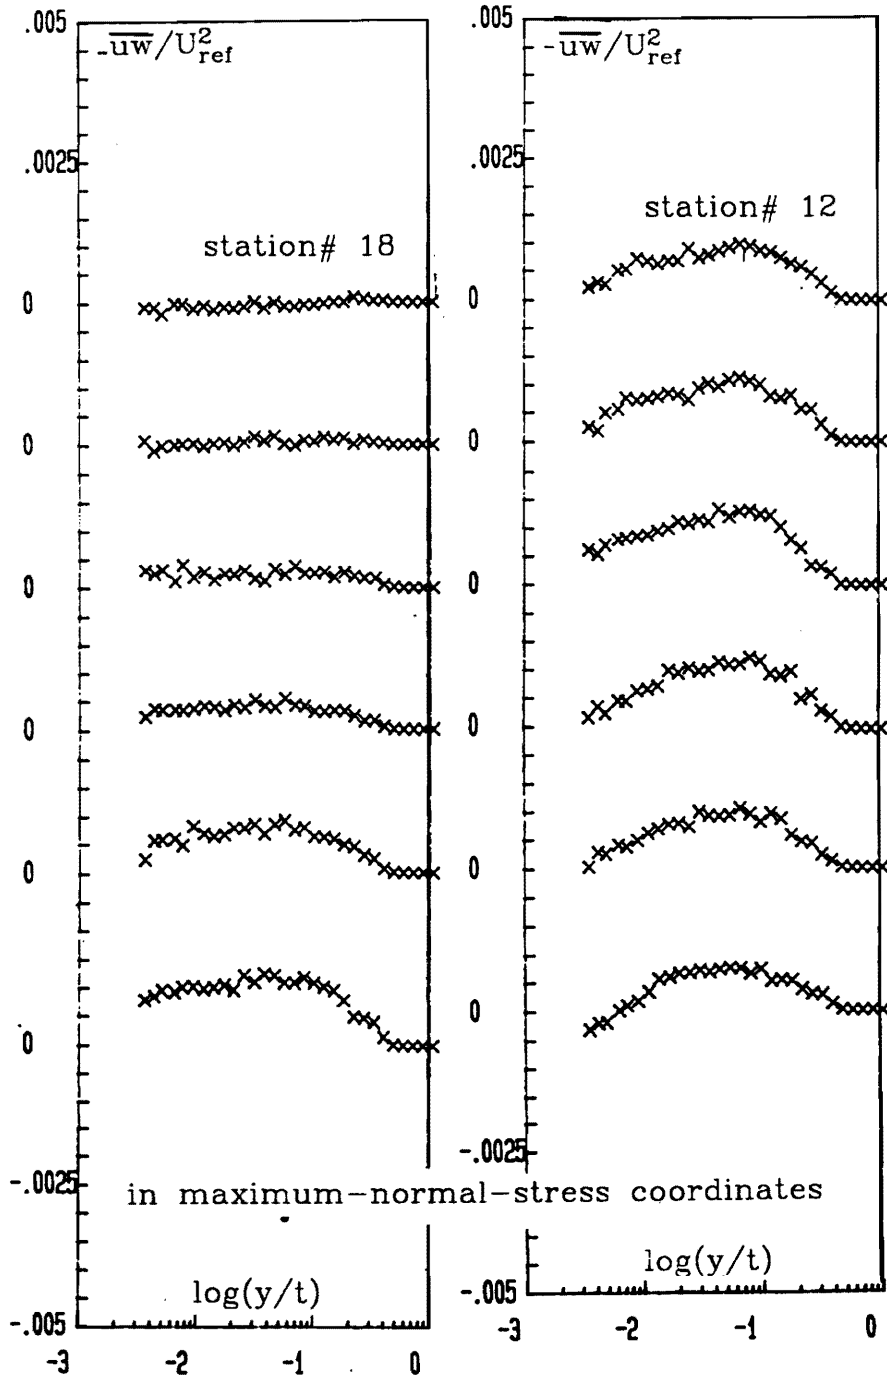 .005
-uw/U²ref
.0025
station# 18
0
0
0
0
0
0
-.0025
-.005
log(y/t)
-3 -2 -1 0
.005
-uw/U²ref
.0025
station# 12
0
0
0
0
0
0
-.0025
-.005
log(y/t)
-3 -2 -1 0
in maximum-normal-stress coordinates